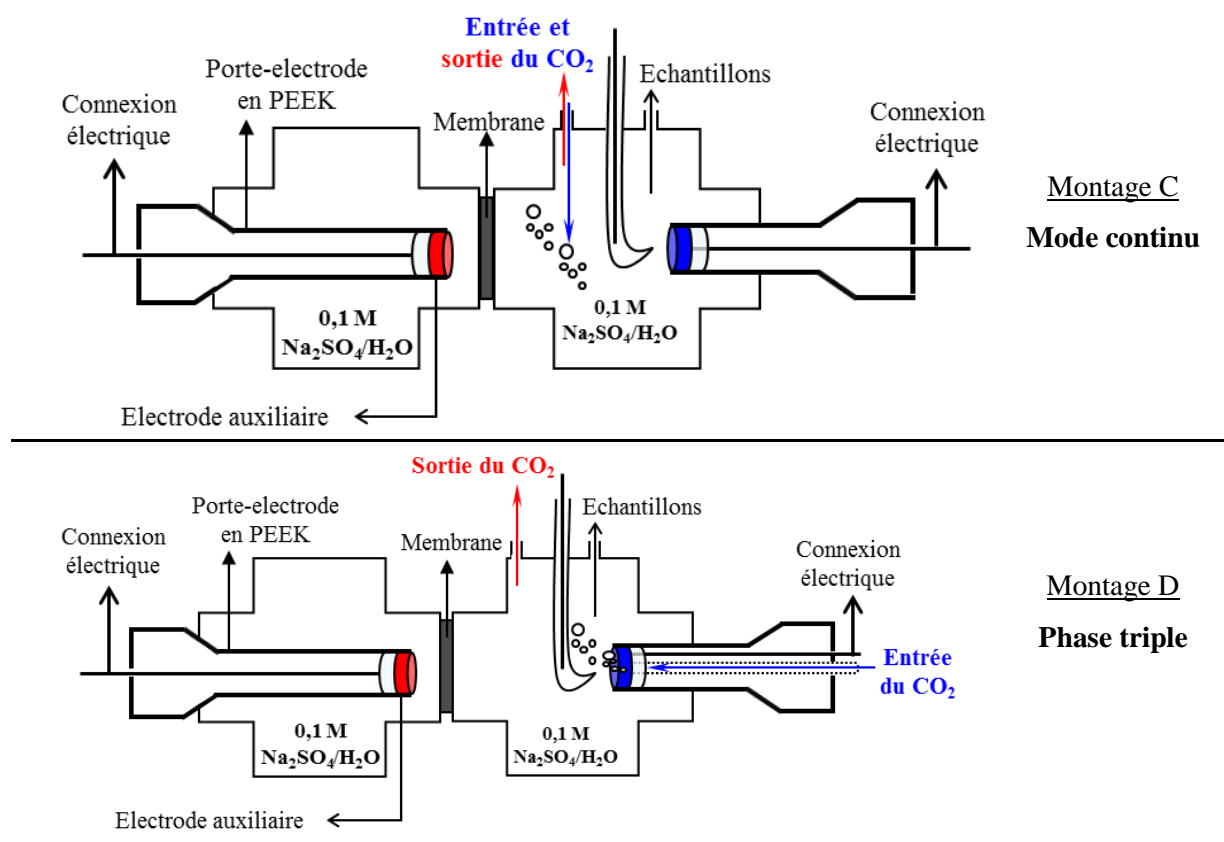 Entrée et
sortie du CO2
Porte-electrode
en PEEK
Echantillons
Connexion
électrique
Membrane
Connexion
électrique
Montage C
Mode continu
0,1 M
Na2SO4/H2O
0,1 M
Na2SO4/H2O
Electrode auxiliaire
Sortie du CO2
Porte-electrode
en PEEK
Echantillons
Connexion
électrique
Membrane
Connexion
électrique
Montage D
Phase triple
Entrée
du CO2
0,1 M
Na2SO4/H2O
0,1 M
Na2SO4/H2O
Electrode auxiliaire